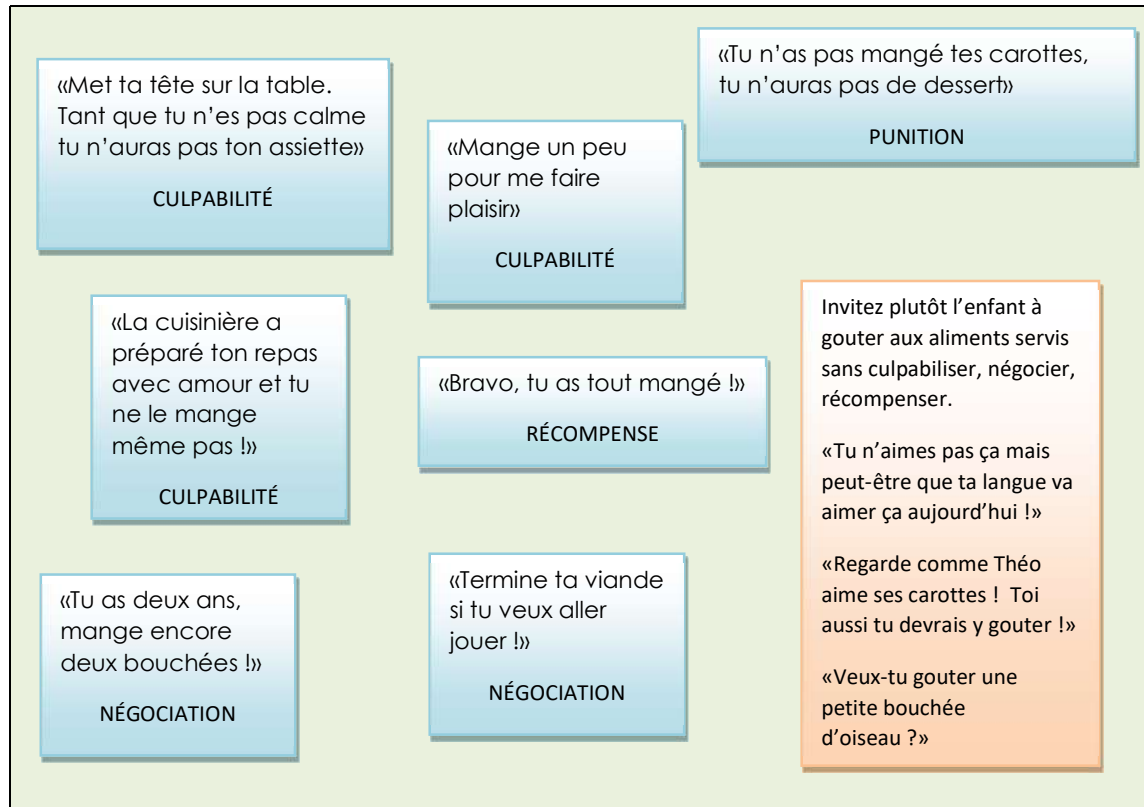 «Met ta tête sur la table.
Tant que tu n'es pas calme
tu n'auras pas ton assiette»
CULPABILITÉ
«Mange un peu
pour me faire
plaisir»
CULPABILITÉ
«Tu n'as pas mangé tes carottes,
tu n'auras pas de dessert»
PUNITION
«La cuisinière a
préparé ton repas
avec amour et tu
ne le mange
même pas !»
CULPABILITÉ
«Bravo, tu as tout mangé !»
RÉCOMPENSE
«Tu as deux ans,
mange encore
deux bouchées !»
NÉGOCIATION
«Termine ta viande
si tu veux aller
jouer !»
NÉGOCIATION
Invitez plutôt l'enfant à
gouter aux aliments servis
sans culpabiliser, négocier,
récompenser.
«Tu n'aimes pas ça mais
peut-être que ta langue va
aimer ça aujourd'hui !»
«Regarde comme Théo
aime ses carottes ! Toi
aussi tu devrais y gouter !»
«Veux-tu gouter une
petite bouchée
d'oiseau ?»